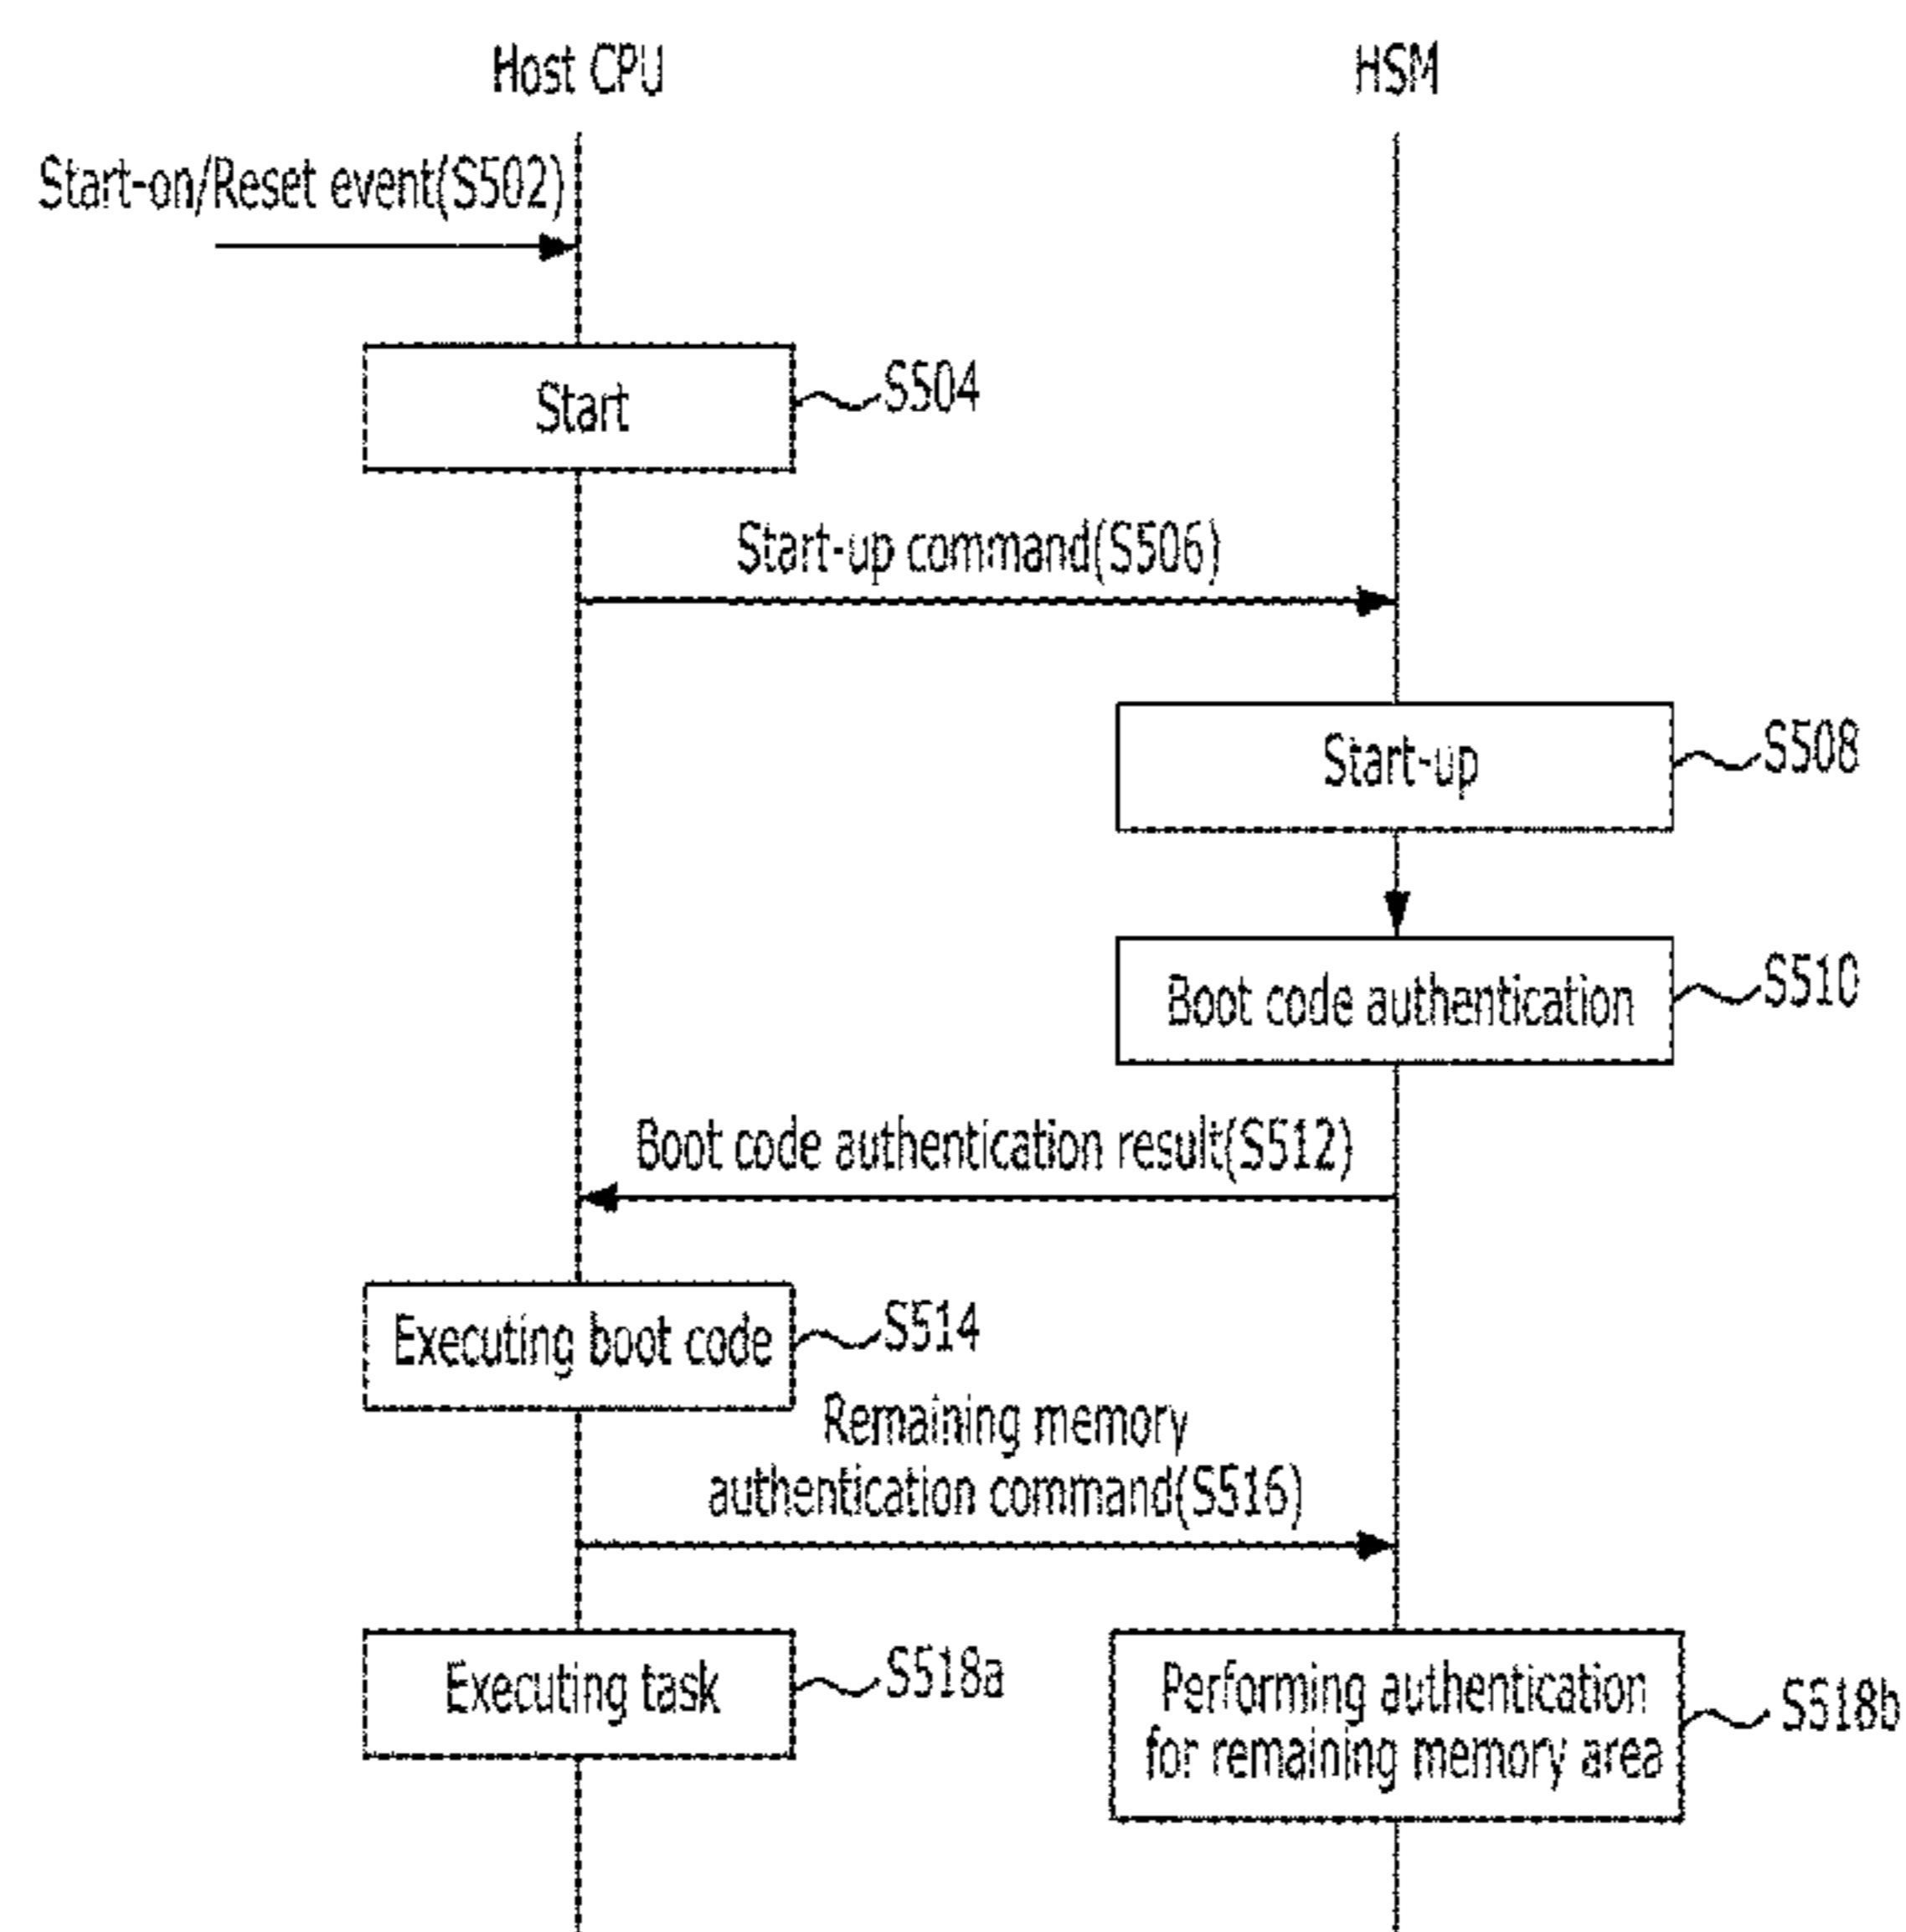 Host CPU
HSM
Start-on/Reset event(S502)
Start
S504
Start-up command(S506)
Start-up
S508
Boot code authentication
S510
Boot code authentication result(S512)
Executing boot code
S514
Remaining memory
authentication command(S516)
Executing task
S518a
Performing authentication
for remaining memory area
S518b